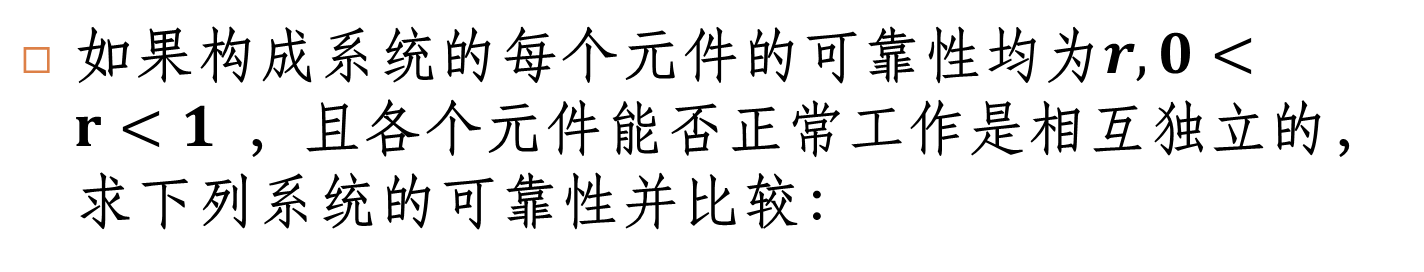 如果构成系统的每个元件的可靠性均为r,0 <
r < 1 ，且各个元件能否正常工作是相互独立的，
求下列系统的可靠性并比较：